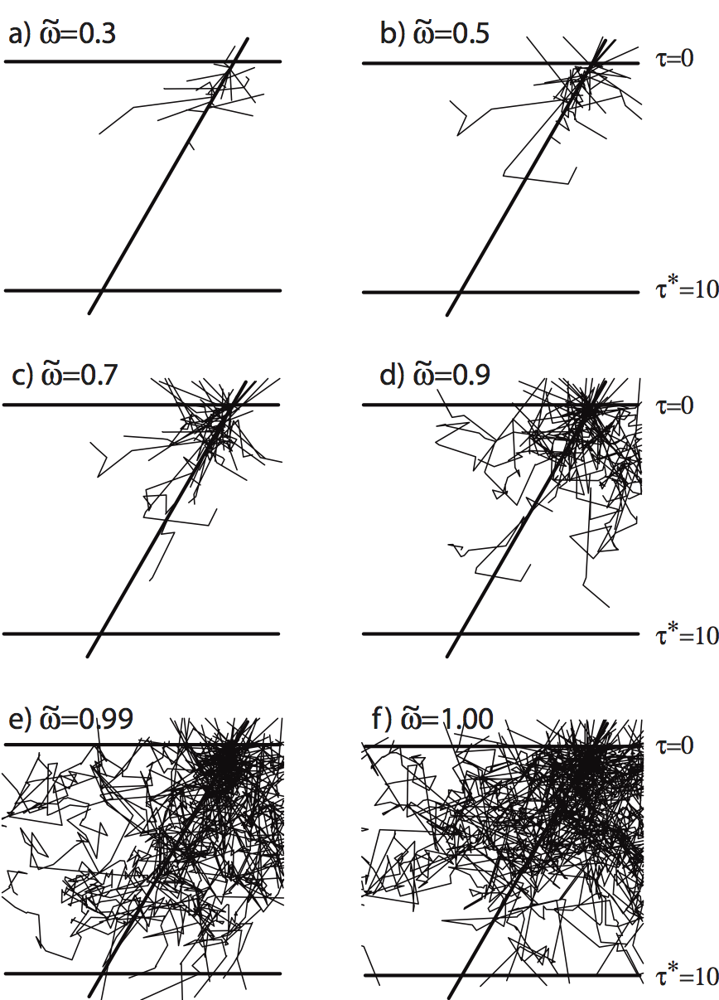 a) ω̃=0.3
b) ω̃=0.5
τ=0
τ*=10
c) ω̃=0.7
d) ω̃=0.9
τ=0
τ*=10
e) ω̃=0.99
f) ω̃=1.00
τ=0
τ*=10